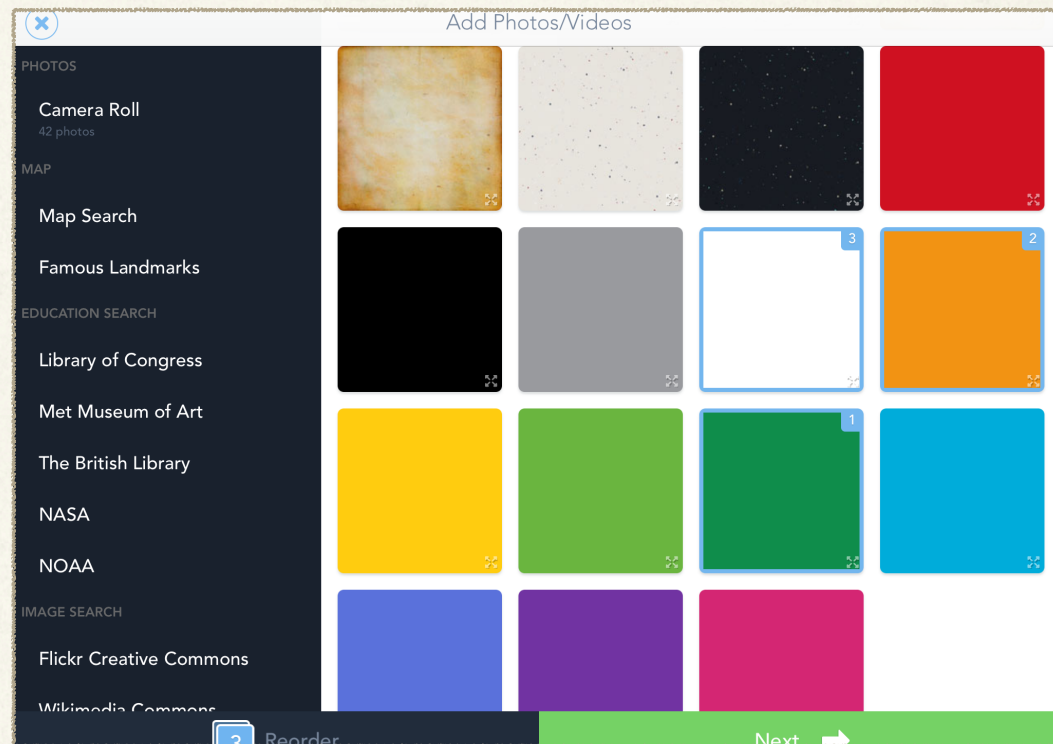 Add Photos/Videos
PHOTOS
Camera Roll
42 photos
MAP
Map Search
Famous Landmarks
EDUCATION SEARCH
Library of Congress
Met Museum of Art
The British Library
NASA
NOAA
IMAGE SEARCH
Flickr Creative Commons
Wikimedia Commons
3
2
1
3 Reorder
Next